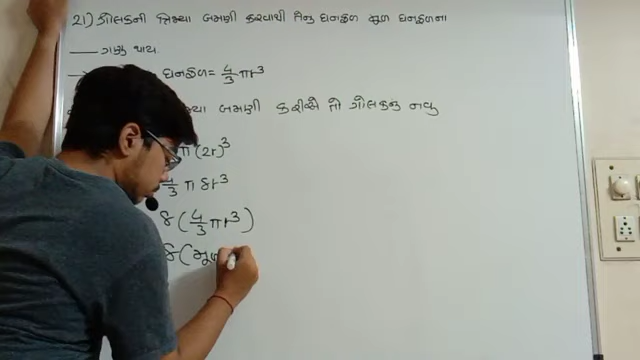 21) ગોલકની ત્રિજ્યા બમણી કરવાથી તેનુ ઘનફળ મૂળ ઘનફળના
____ ગણુ થાય.
→ ઘનફળ = 4/3 πr³
બમણી કરીએ તો ગોલકનુ નવુ
π (2r)³
4/3 π 8r³
8 (4/3 πr³)
8 (મૂળ